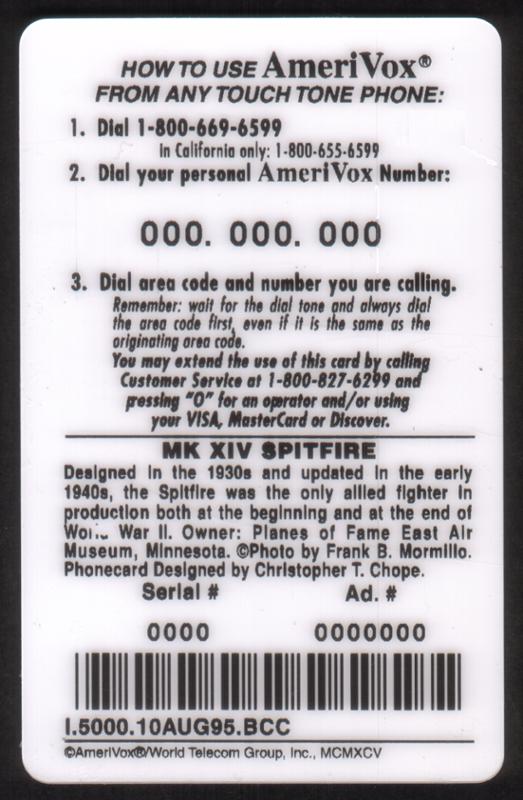 HOW TO USE AmeriVox®
FROM ANY TOUCH TONE PHONE:
1. Dial 1-800-669-6599
In California only: 1-800-655-6599
2. Dial your personal AmeriVox Number:
000. 000. 000
3. Dial area code and number you are calling.
Remember: wait for the dial tone and always dial
the area code first, even if it is the same as the
originating area code.
You may extend the use of this card by calling
Customer Service at 1-800-827-6299 and
pressing "O" for an operator and/or using
your VISA, MasterCard or Discover.
MK XIV SPITFIRE
Designed in the 1930s and updated in the early
1940s, the Spitfire was the only allied fighter in
production both at the beginning and at the end of
World War II. Owner: Planes of Fame East Air
Museum, Minnesota. ©Photo by Frank B. Mormillo.
Phonecard Designed by Christopher T. Chope.
Serial # Ad. #
0000 0000000
I.5000.10AUG95.BCC
©AmeriVox®/World Telecom Group, Inc., MCMXCV